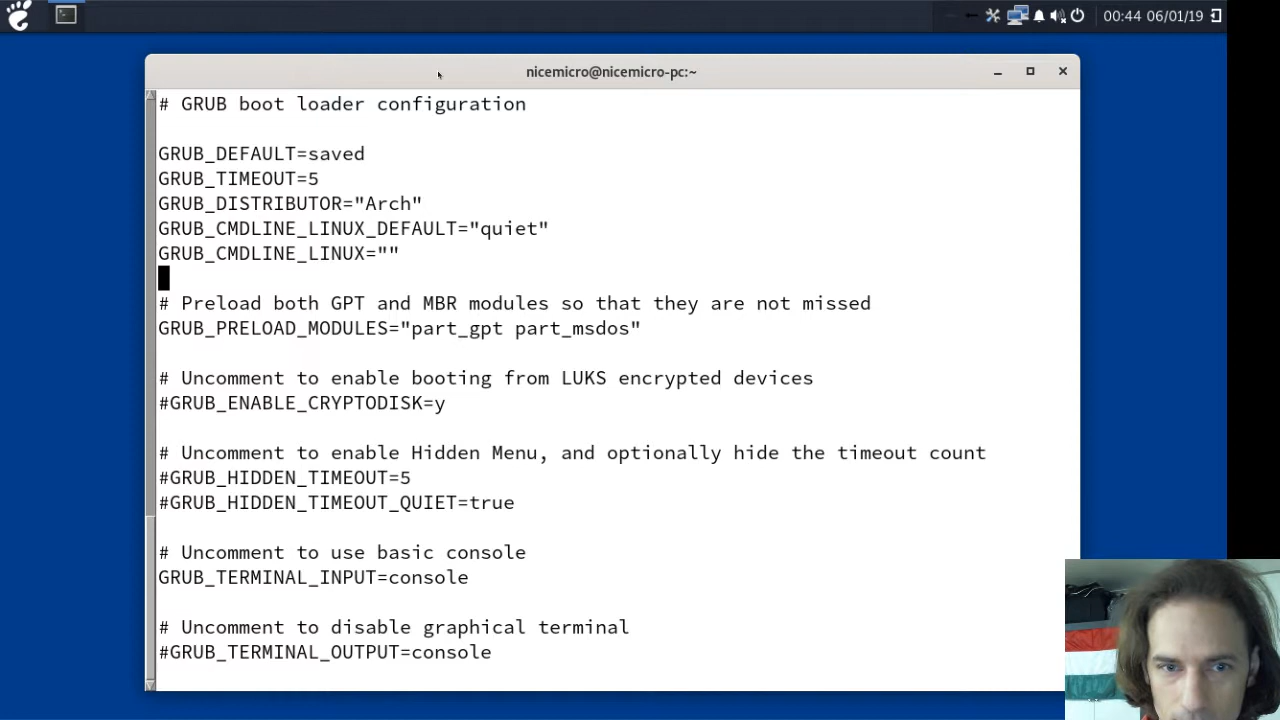 00:44 06/01/19
nicemicro@nicemicro-pc:~
# GRUB boot loader configuration
GRUB_DEFAULT=saved
GRUB_TIMEOUT=5
GRUB_DISTRIBUTOR="Arch"
GRUB_CMDLINE_LINUX_DEFAULT="quiet"
GRUB_CMDLINE_LINUX=""
# Preload both GPT and MBR modules so that they are not missed
GRUB_PRELOAD_MODULES="part_gpt part_msdos"
# Uncomment to enable booting from LUKS encrypted devices
#GRUB_ENABLE_CRYPTODISK=y
# Uncomment to enable Hidden Menu, and optionally hide the timeout count
#GRUB_HIDDEN_TIMEOUT=5
#GRUB_HIDDEN_TIMEOUT_QUIET=true
# Uncomment to use basic console
GRUB_TERMINAL_INPUT=console
# Uncomment to disable graphical terminal
#GRUB_TERMINAL_OUTPUT=console